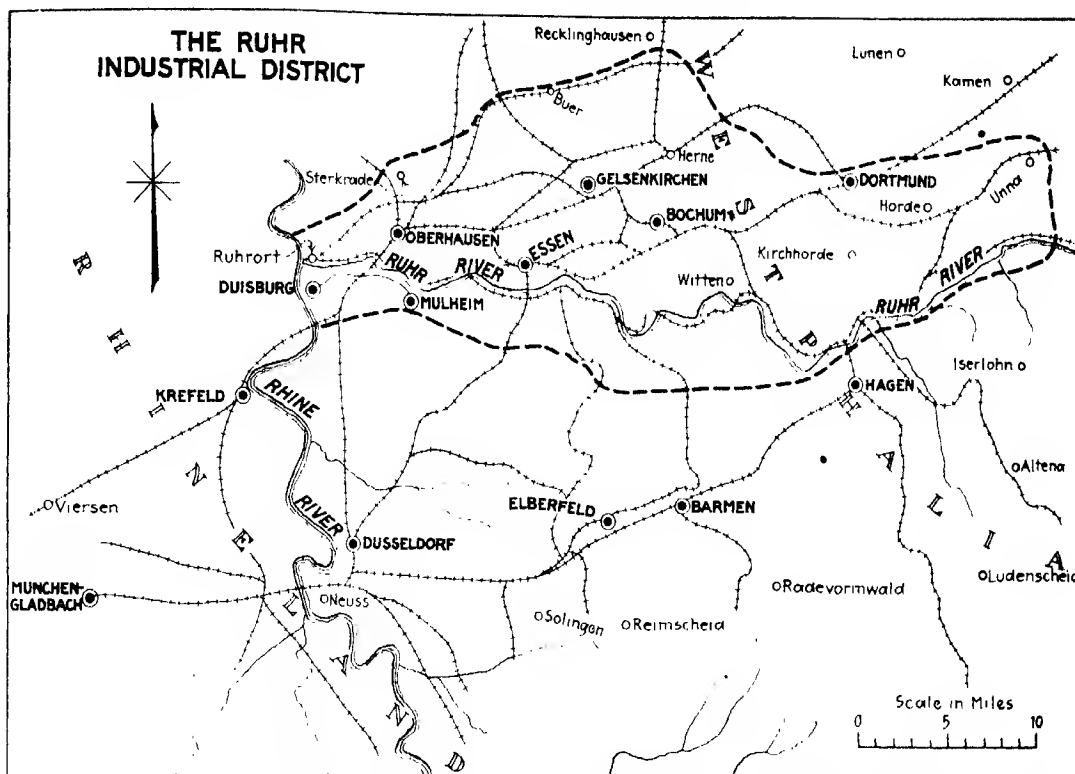 THE RUHR
INDUSTRIAL DISTRICT
Recklinghausen
Lunen
Kamen
Buer
Herne
Sterkrade
GELSENKIRCHEN
DORTMUND
Unna
Horde
BOCHUM
OBERHAUSEN
ESSEN
Ruhrort
RUHR RIVER
Kirchhorde
DUISBURG
MULHEIM
Witten
RUHR RIVER
Iserlohn
KREFELD
HAGEN
RHINE RIVER
Altena
Viersen
ELBERFELD
BARMEN
DUSSELDORF
MUNCHEN-
GLADBACH
Neuss
Solingen
Reimscheid
Radevormwald
Ludenscheid
RHINELAND
WESTPHALIA
Scale in Miles
0 5 10